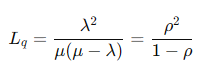 L_q = λ² / μ(μ − λ) = ρ² / 1 − ρ